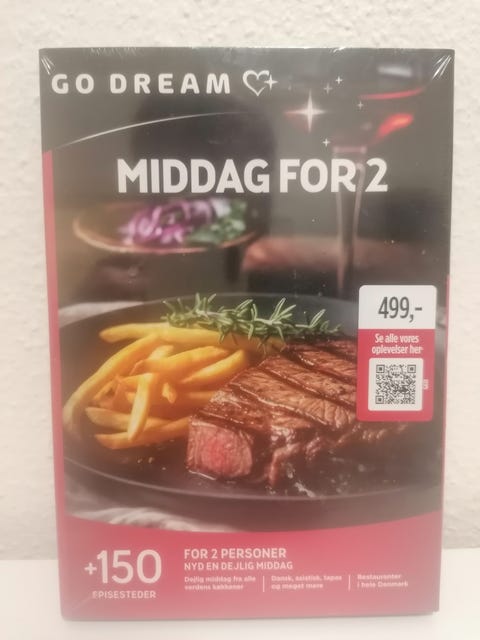 GO DREAM
MIDDAG FOR 2
499,-
Se alle vores
oplevelser her
+150
SPISESTEDER
FOR 2 PERSONER
NYD EN DEJLIG MIDDAG
Dejlig middag fra alle
verdens køkkener
Dansk, asiatisk, tapas
og meget mere
Restauranter
i hele Danmark